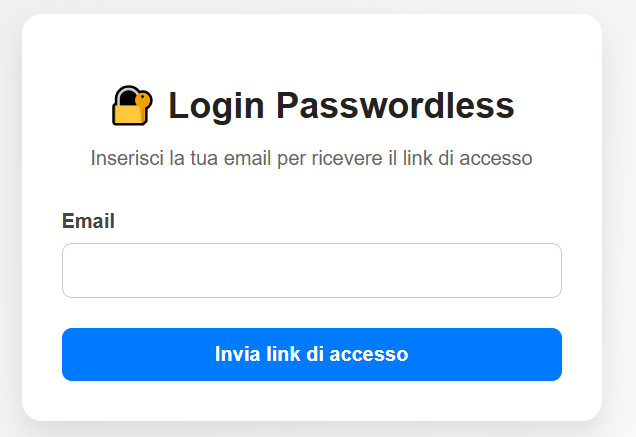 Login Passwordless
Inserisci la tua email per ricevere il link di accesso
Email
Invia link di accesso